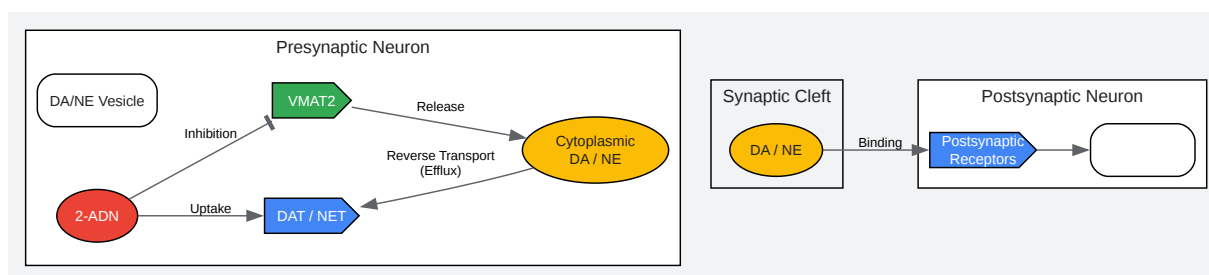 Presynaptic Neuron
DA/NE Vesicle
VMAT2
Release
Inhibition
Cytoplasmic
DA / NE
Reverse Transport
(Efflux)
2-ADN
Uptake
DAT / NET
Synaptic Cleft
DA / NE
Binding
Postsynaptic Neuron
Postsynaptic
Receptors